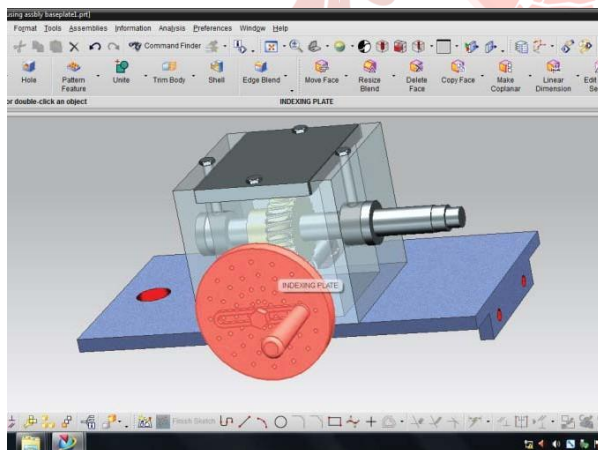 using assbly baseplate1.prt]
Format Tools Assemblies Information Analysis Preferences Window Help
Command Finder
Hole Pattern Feature Unite Trim Body Shell Edge Blend Move Face Resize Blend Delete Face Copy Face Make Coplanar Linear Dimension Edit
or double-click an object INDEXING PLATE
INDEXING PLATE
Finish Sketch